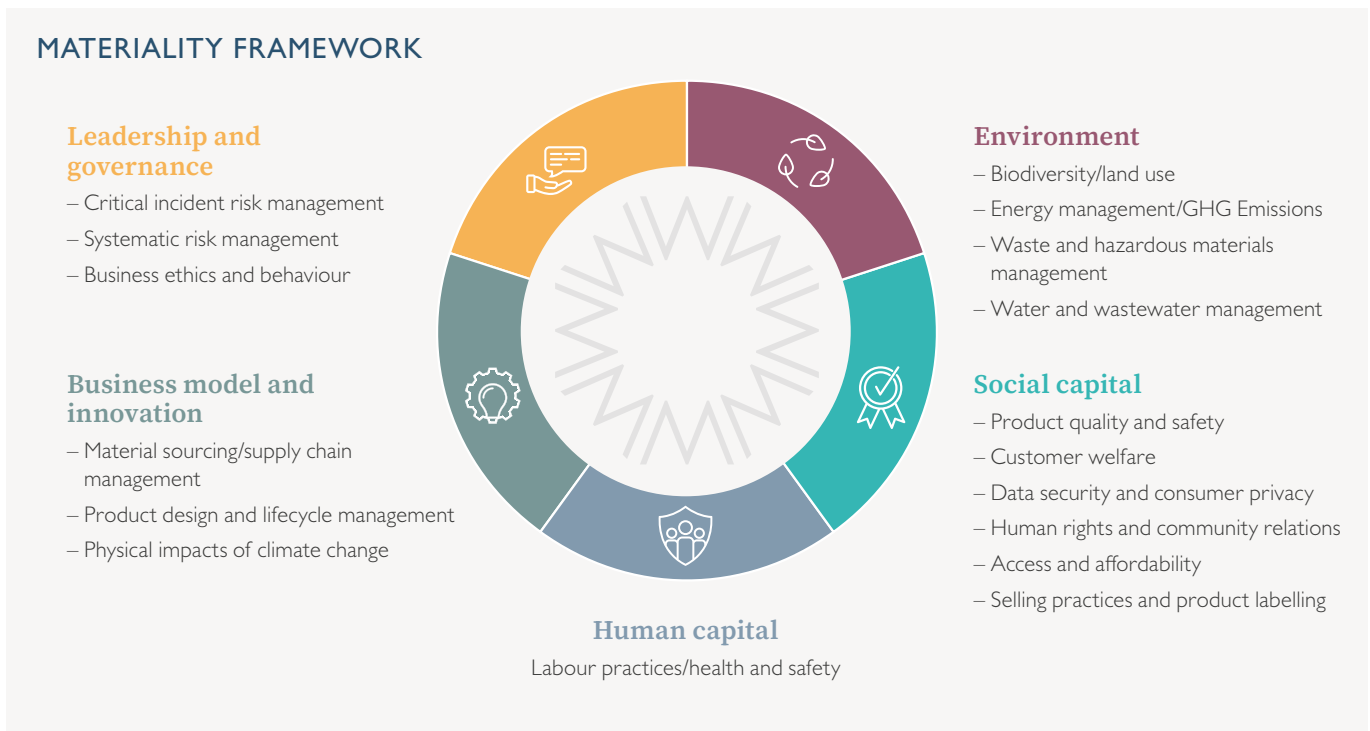 MATERIALITY FRAMEWORK
Leadership and
governance
– Critical incident risk management
– Systematic risk management
– Business ethics and behaviour
Business model and
innovation
– Material sourcing/supply chain
management
– Product design and lifecycle management
– Physical impacts of climate change
Environment
– Biodiversity/land use
– Energy management/GHG Emissions
– Waste and hazardous materials
management
– Water and wastewater management
Social capital
– Product quality and safety
– Customer welfare
– Data security and consumer privacy
– Human rights and community relations
– Access and affordability
– Selling practices and product labelling
Human capital
Labour practices/health and safety